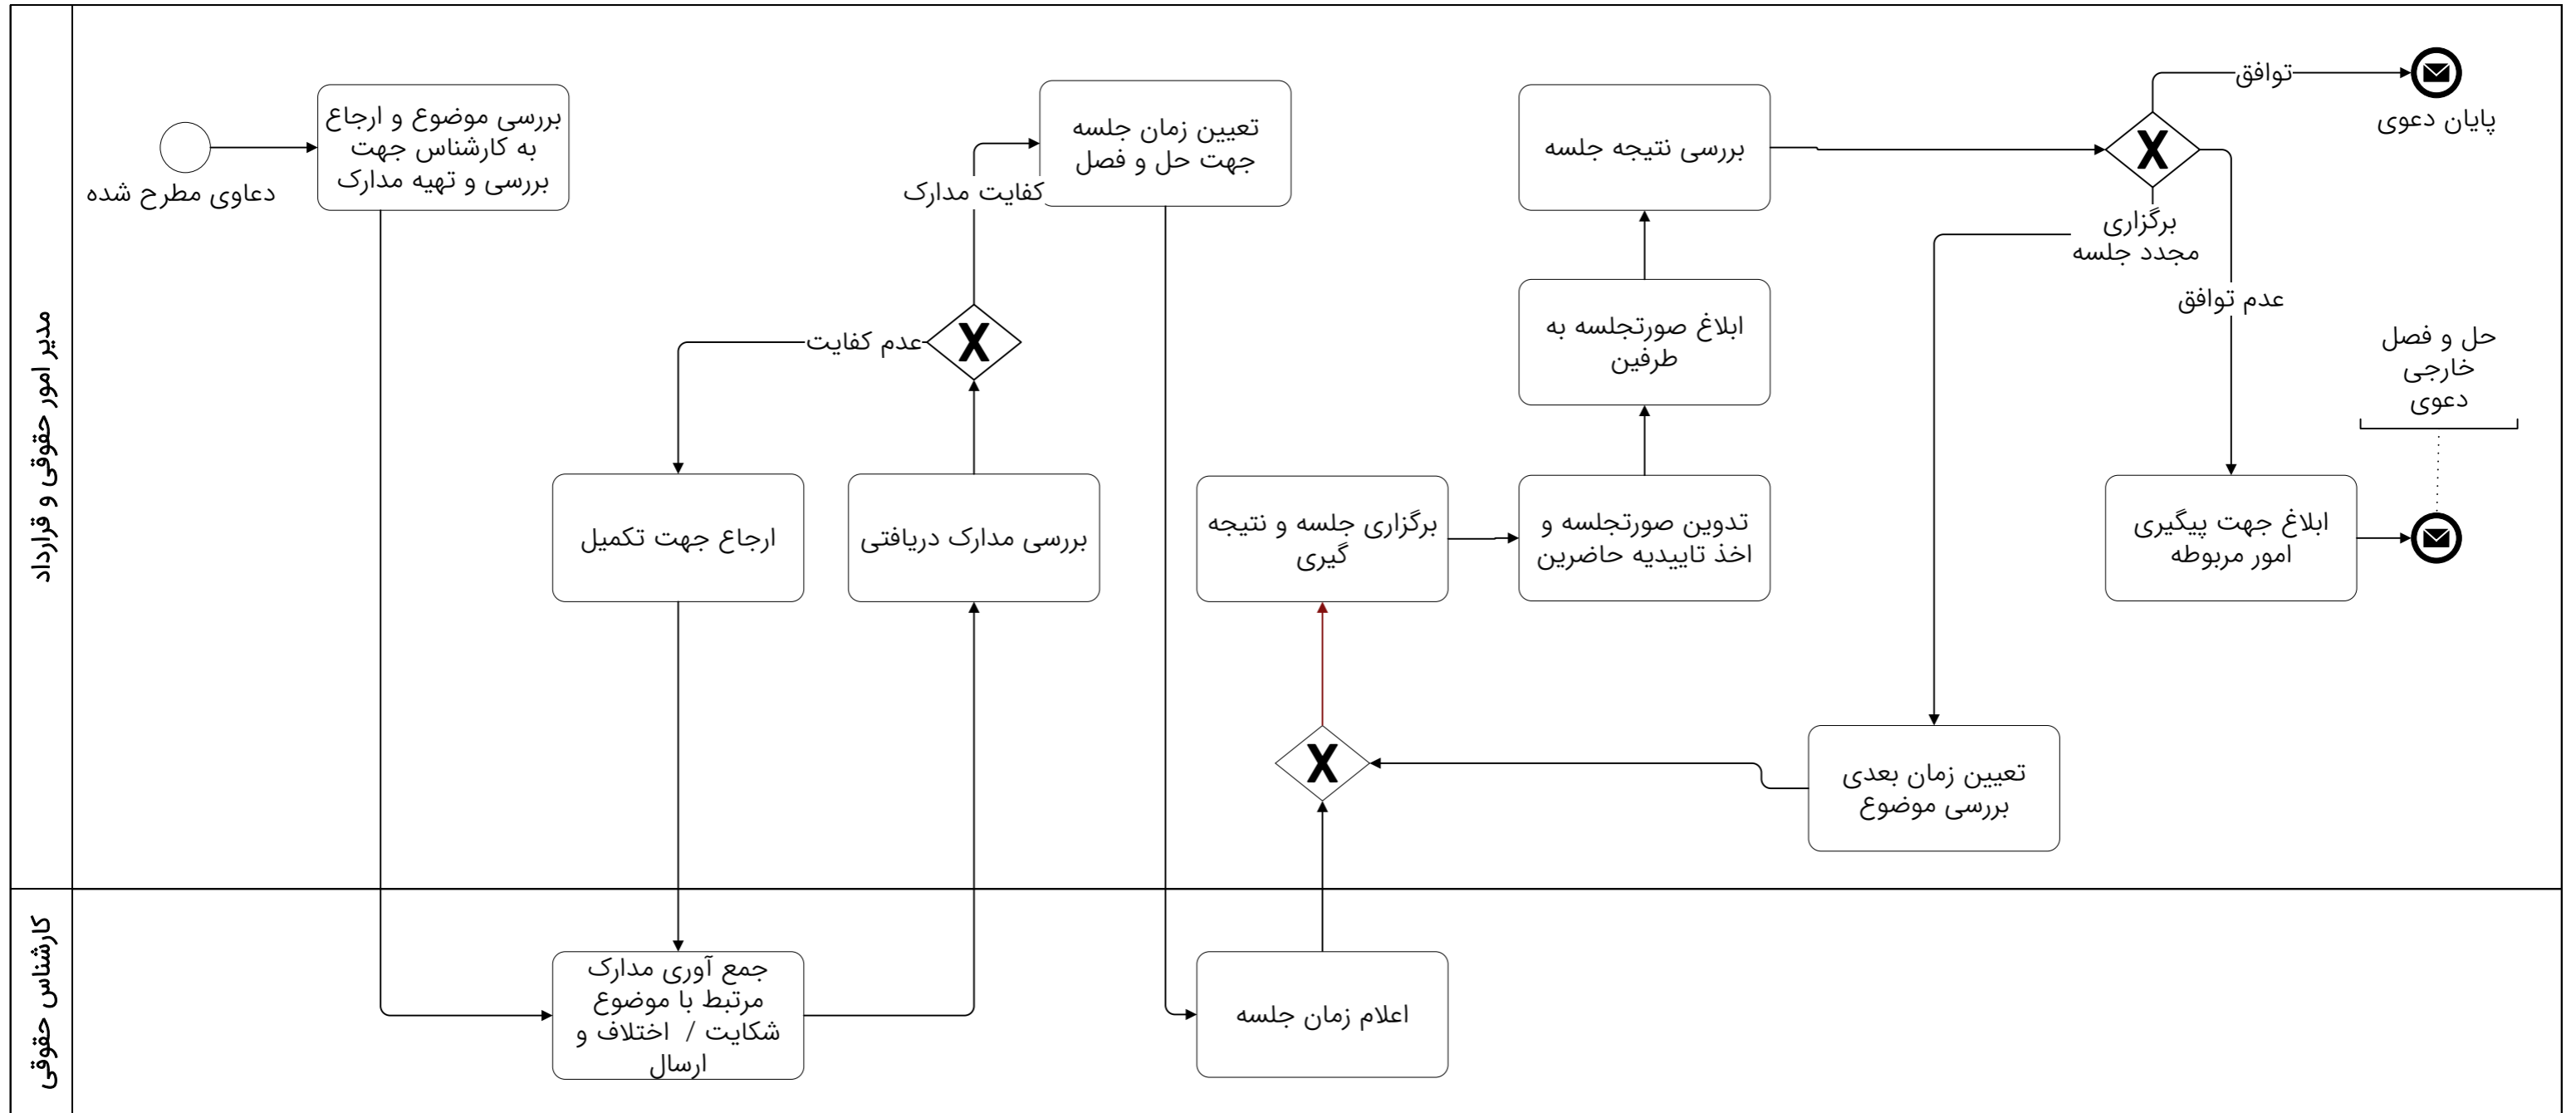 مدیر امور حقوقی و قرارداد
دعاوی مطرح شده
بررسی موضوع و ارجاع
به کارشناس جهت
بررسی و تهیه مدارک
تعیین زمان جلسه
جهت حل و فصل
کفایت مدارک
عدم کفایت
ارجاع جهت تکمیل
بررسی مدارک دریافتی
برگزاری جلسه و نتیجه
گیری
تدوین صورتجلسه و
اخذ تاییدیه حاضرین
ابلاغ صورتجلسه به
طرفین
بررسی نتیجه جلسه
توافق
پایان دعوی
برگزاری
مجدد جلسه
عدم توافق
حل و فصل
خارجی
دعوی
ابلاغ جهت پیگیری
امور مربوطه
تعیین زمان بعدی
بررسی موضوع
کارشناس حقوقی
جمع آوری مدارک
مرتبط با موضوع
شکایت / اختلاف و
ارسال
اعلام زمان جلسه